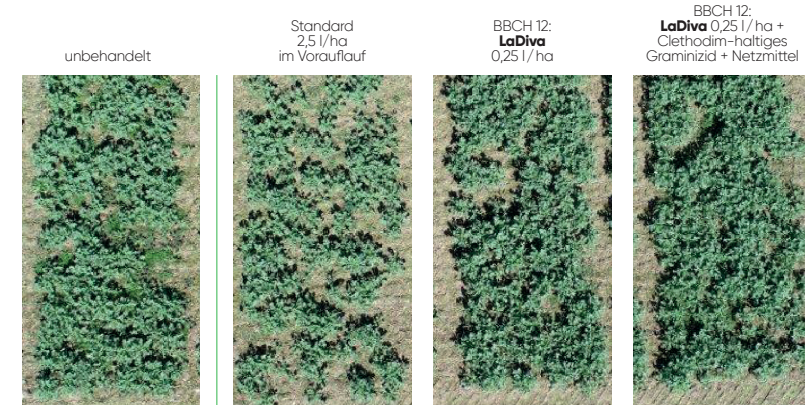 unbehandelt
Standard
2,5 l/ha
im Vorauflauf
BBCH 12:
LaDiva
0,25 l/ha
BBCH 12:
LaDiva 0,25 l/ha +
Clethodim-haltiges
Graminizid + Netzmittel